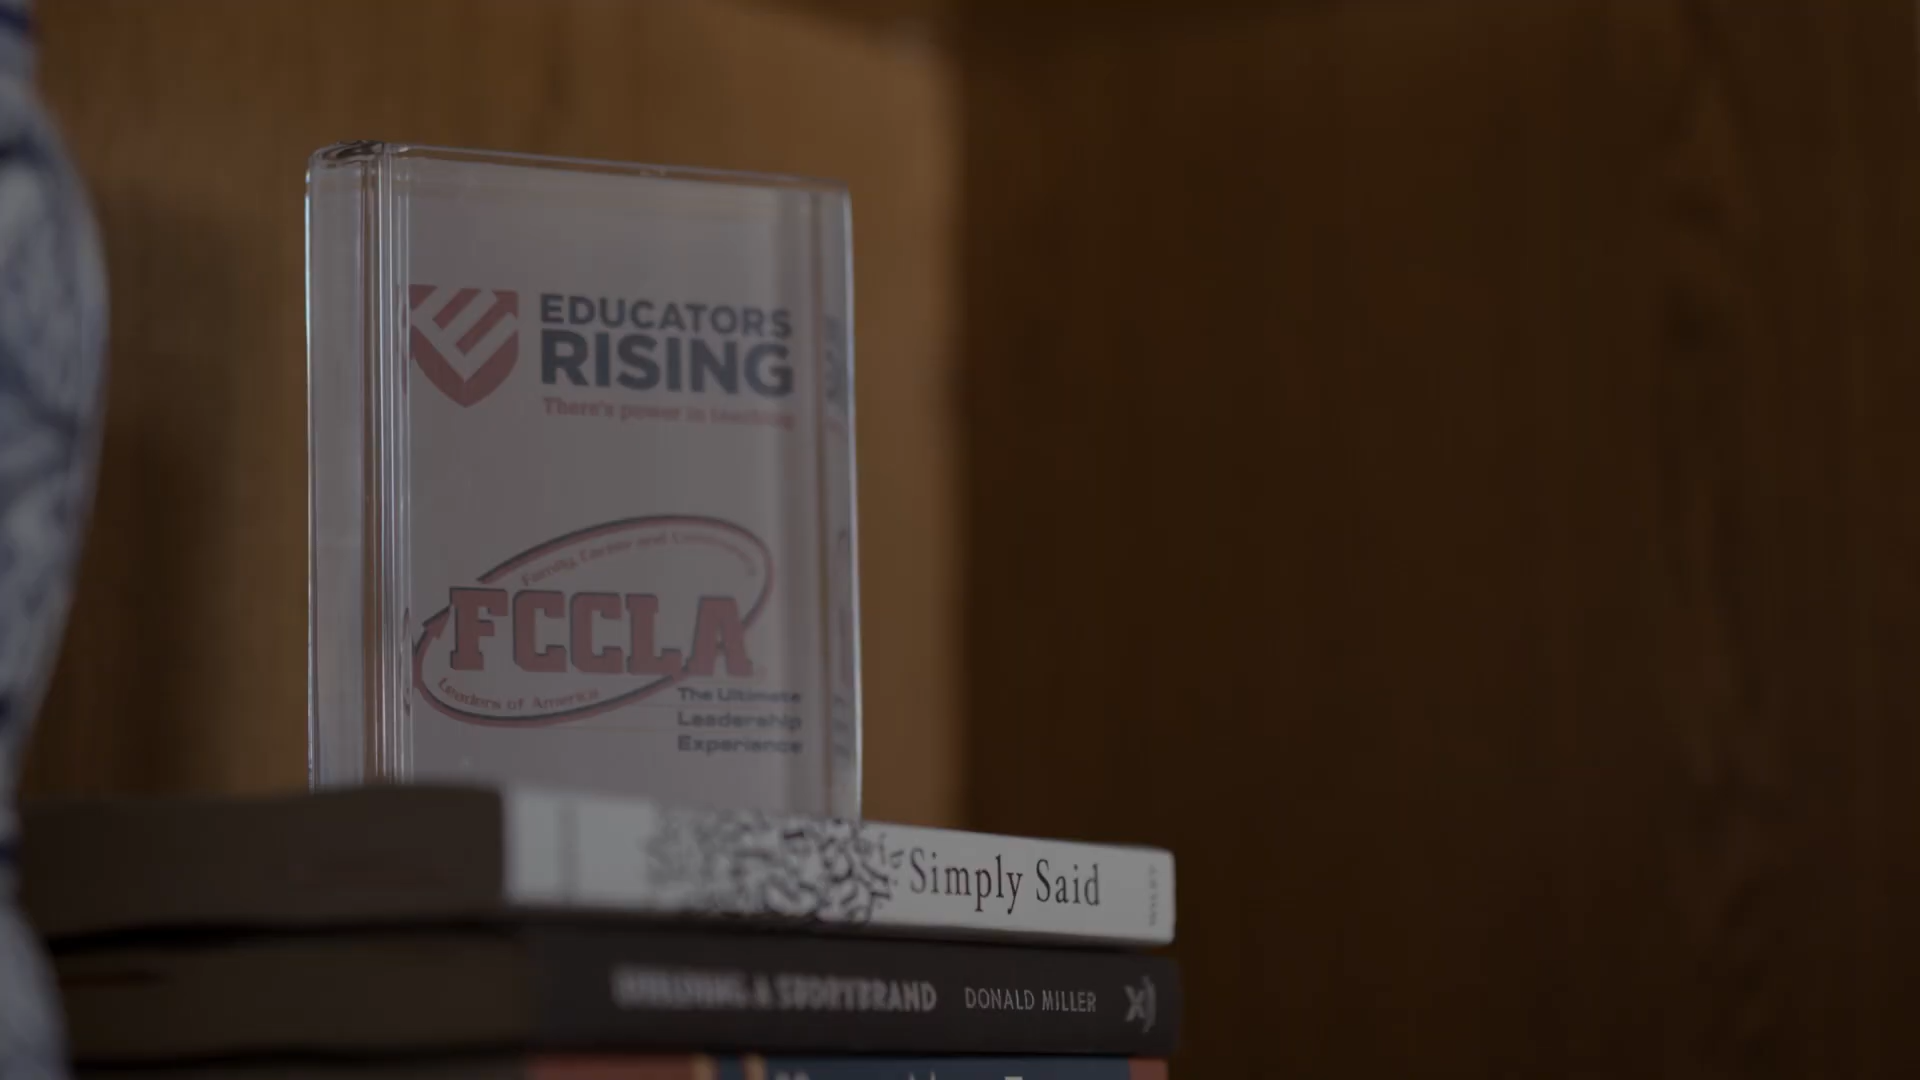 EDUCATORS
RISING
There's power in teaching
Family, Career and Community
FCCLA
Leaders of America
The Ultimate
Leadership
Experience
Simply Said
WILEY
BUILDING A STORYBRAND DONALD MILLER